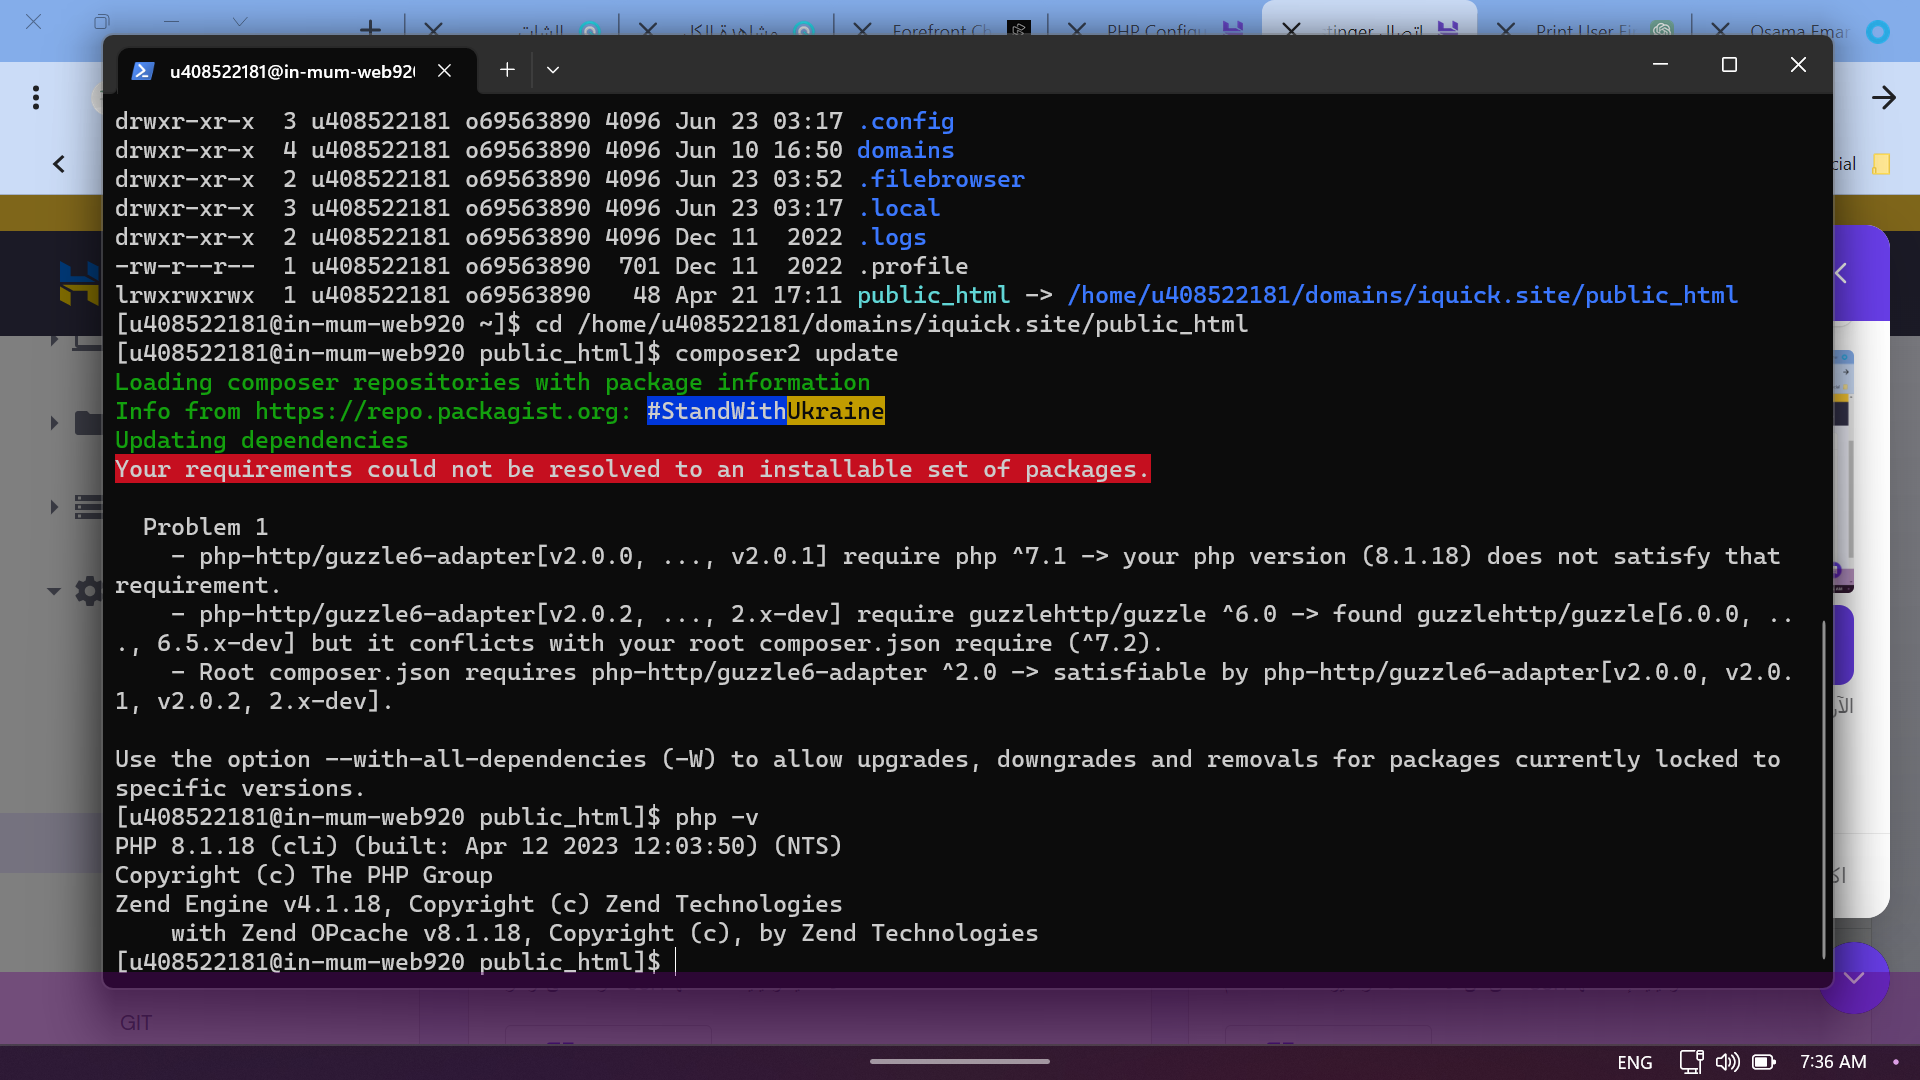 Forefront Ch
PHP Configu
Print User Fi
Osama Emar
u408522181@in-mum-web920
drwxr-xr-x  3 u408522181 o69563890 4096 Jun 23 03:17 .config
drwxr-xr-x  4 u408522181 o69563890 4096 Jun 10 16:50 domains
drwxr-xr-x  2 u408522181 o69563890 4096 Jun 23 03:52 .filebrowser
drwxr-xr-x  3 u408522181 o69563890 4096 Jun 23 03:17 .local
drwxr-xr-x  2 u408522181 o69563890 4096 Dec 11  2022 .logs
-rw-r--r--  1 u408522181 o69563890  701 Dec 11  2022 .profile
lrwxrwxrwx  1 u408522181 o69563890   48 Apr 21 17:11 public_html -> /home/u408522181/domains/iquick.site/public_html
[u408522181@in-mum-web920 ~]$ cd /home/u408522181/domains/iquick.site/public_html
[u408522181@in-mum-web920 public_html]$ composer2 update
Loading composer repositories with package information
Info from https://repo.packagist.org: #StandWithUkraine
Updating dependencies
Your requirements could not be resolved to an installable set of packages.
Problem 1
- php-http/guzzle6-adapter[v2.0.0, ..., v2.0.1] require php ^7.1 -> your php version (8.1.18) does not satisfy that
requirement.
- php-http/guzzle6-adapter[v2.0.2, ..., 2.x-dev] require guzzlehttp/guzzle ^6.0 -> found guzzlehttp/guzzle[6.0.0, ..
., 6.5.x-dev] but it conflicts with your root composer.json require (^7.2).
- Root composer.json requires php-http/guzzle6-adapter ^2.0 -> satisfiable by php-http/guzzle6-adapter[v2.0.0, v2.0.
1, v2.0.2, 2.x-dev].
Use the option --with-all-dependencies (-W) to allow upgrades, downgrades and removals for packages currently locked to
specific versions.
[u408522181@in-mum-web920 public_html]$ php -v
PHP 8.1.18 (cli) (built: Apr 12 2023 12:03:50) (NTS)
Copyright (c) The PHP Group
Zend Engine v4.1.18, Copyright (c) Zend Technologies
with Zend OPcache v8.1.18, Copyright (c), by Zend Technologies
[u408522181@in-mum-web920 public_html]$
cial
GIT
ENG
7:36 AM